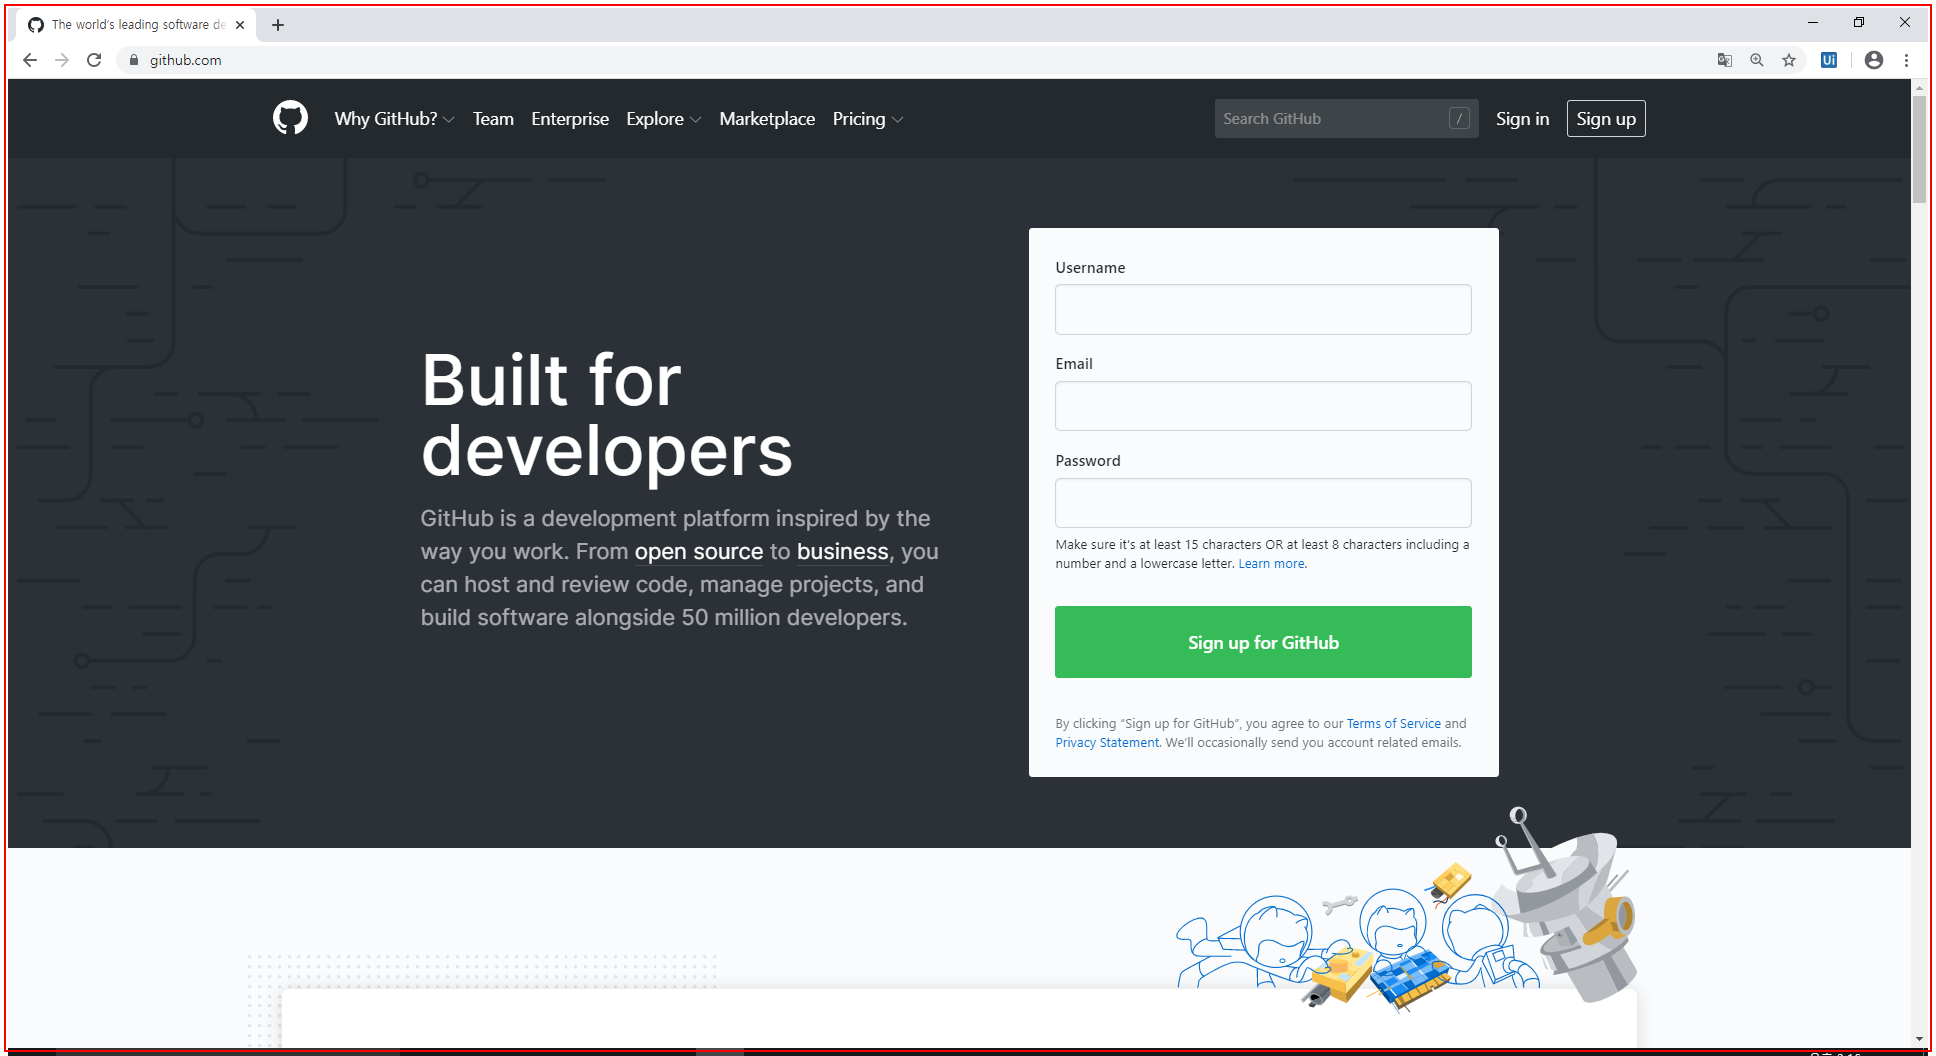 The world's leading software de
github.com
Ui
Why GitHub? Team Enterprise Explore Marketplace Pricing
Search GitHub /
Sign in
Sign up
Built for
developers
GitHub is a development platform inspired by the
way you work. From open source to business, you
can host and review code, manage projects, and
build software alongside 50 million developers.
Username
Email
Password
Make sure it's at least 15 characters OR at least 8 characters including a
number and a lowercase letter. Learn more.
Sign up for GitHub
By clicking “Sign up for GitHub”, you agree to our Terms of Service and
Privacy Statement. We’ll occasionally send you account related emails.